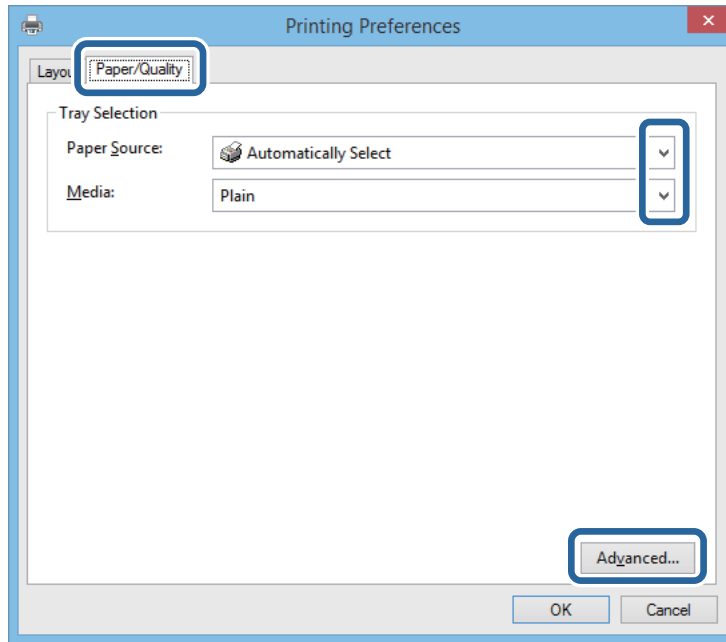 Printing Preferences
Layou Paper/Quality
Tray Selection
Paper Source: Automatically Select
Media: Plain
Advanced...
OK Cancel